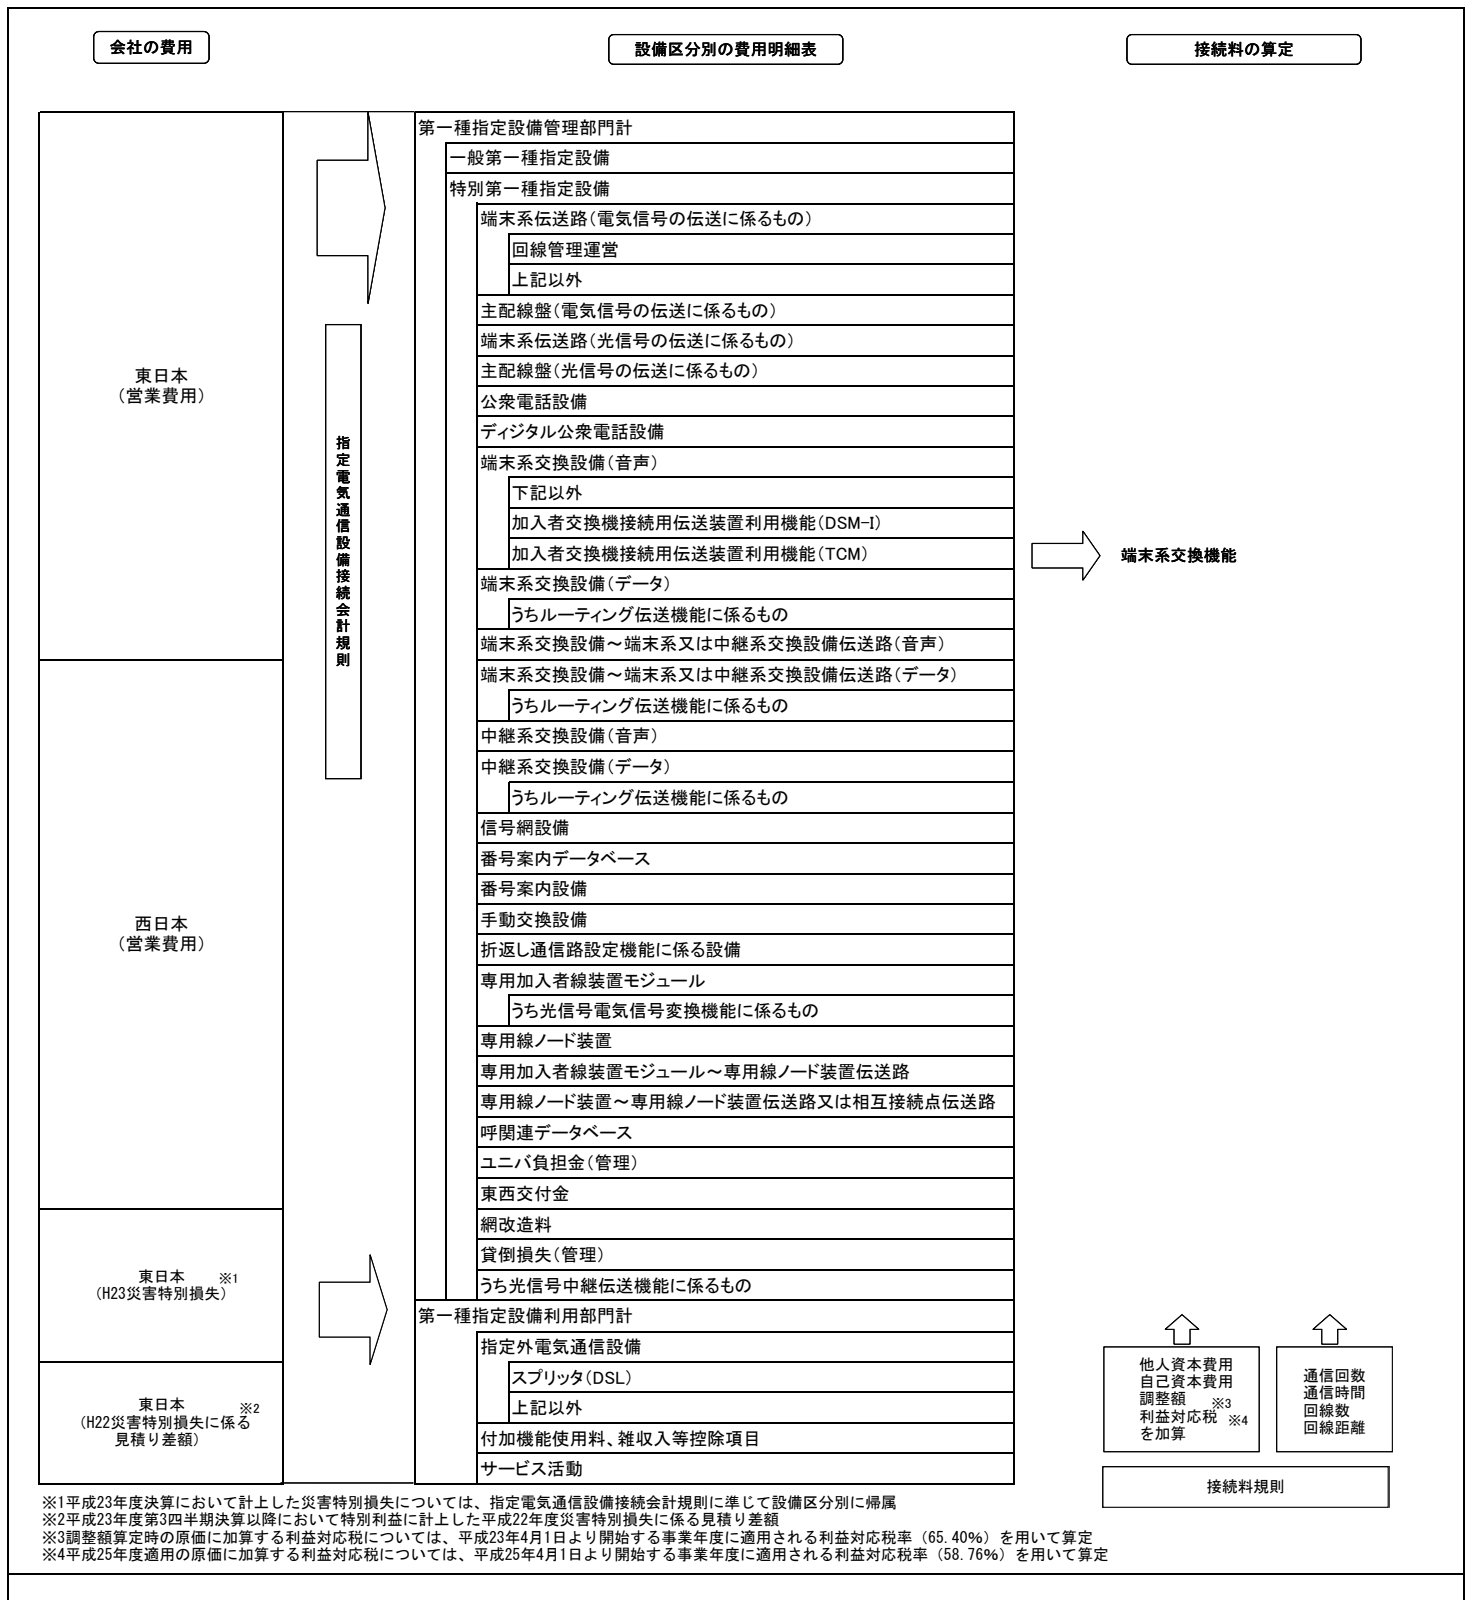 会社の費用
設備区分別の費用明細表
接続料の算定
東日本
（営業費用）
西日本
（営業費用）
東日本 ※1
（H23災害特別損失）
東日本 ※2
（H22災害特別損失に係る
見積り差額）
指定電気通信設備接続会計規則
第一種指定設備管理部門計
一般第一種指定設備
特別第一種指定設備
端末系伝送路（電気信号の伝送に係るもの）
回線管理運営
上記以外
主配線盤（電気信号の伝送に係るもの）
端末系伝送路（光信号の伝送に係るもの）
主配線盤（光信号の伝送に係るもの）
公衆電話設備
ディジタル公衆電話設備
端末系交換設備（音声）
下記以外
加入者交換機接続用伝送装置利用機能（DSM-I）
加入者交換機接続用伝送装置利用機能（TCM）
端末系交換設備（データ）
うちルーティング伝送機能に係るもの
端末系交換設備～端末系又は中継系交換設備伝送路（音声）
端末系交換設備～端末系又は中継系交換設備伝送路（データ）
うちルーティング伝送機能に係るもの
中継系交換設備（音声）
中継系交換設備（データ）
うちルーティング伝送機能に係るもの
信号網設備
番号案内データベース
番号案内設備
手動交換設備
折返し通信路設定機能に係る設備
専用加入者線装置モジュール
うち光信号電気信号変換機能に係るもの
専用線ノード装置
専用加入者線装置モジュール～専用線ノード装置伝送路
専用線ノード装置～専用線ノード装置伝送路又は相互接続点伝送路
呼関連データベース
ユニバ負担金（管理）
東西交付金
網改造料
貸倒損失（管理）
うち光信号中継伝送機能に係るもの
第一種指定設備利用部門計
指定外電気通信設備
スプリッタ（DSL）
上記以外
付加機能使用料、雑収入等控除項目
サービス活動
端末系交換機能
他人資本費用
自己資本費用
調整額 ※3
利益対応税 ※4
を加算
通信回数
通信時間
回線数
回線距離
接続料規則
※1平成23年度決算において計上した災害特別損失については、指定電気通信設備接続会計規則に準じて設備区分別に帰属
※2平成23年度第3四半期決算以降において特別利益に計上した平成22年度災害特別損失に係る見積り差額
※3調整額算定時の原価に加算する利益対応税については、平成23年4月1日より開始する事業年度に適用される利益対応税率（65.40%）を用いて算定
※4平成25年度適用の原価に加算する利益対応税については、平成25年4月1日より開始する事業年度に適用される利益対応税率（58.76%）を用いて算定